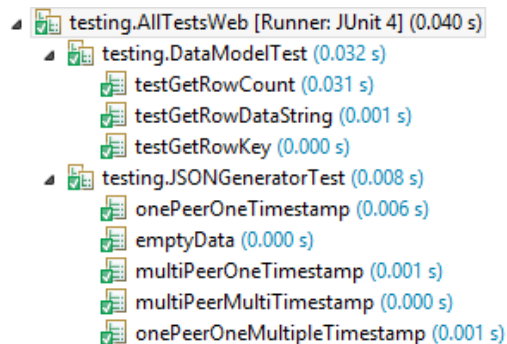 testing.AllTestsWeb [Runner: JUnit 4] (0.040 s)
testing.DataModelTest (0.032 s)
testGetRowCount (0.031 s)
testGetRowDataString (0.001 s)
testGetRowKey (0.000 s)
testing.JSONGeneratorTest (0.008 s)
onePeerOneTimestamp (0.006 s)
emptyData (0.000 s)
multiPeerOneTimestamp (0.001 s)
multiPeerMultiTimestamp (0.000 s)
onePeerOneMultipleTimestamp (0.001 s)